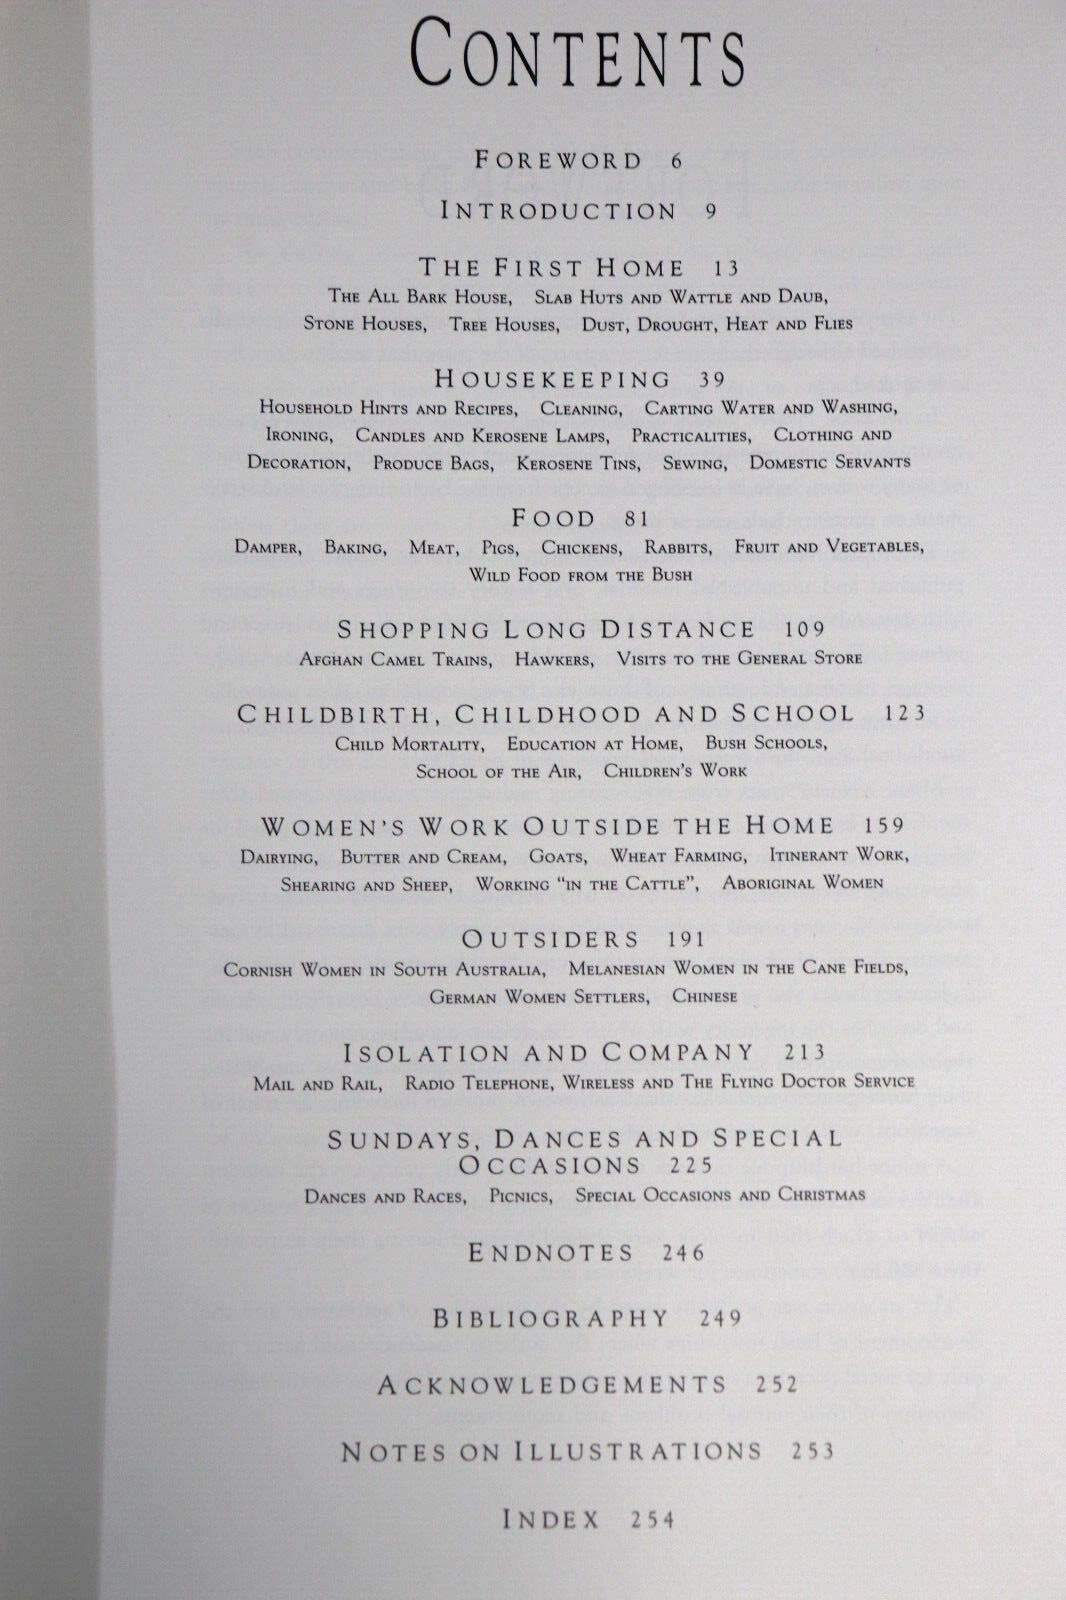 CONTENTS
FOREWORD 6
INTRODUCTION 9
THE FIRST HOME 13
THE ALL BARK HOUSE, SLAB HUTS AND WATTLE AND DAUB,
STONE HOUSES, TREE HOUSES, DUST, DROUGHT, HEAT AND FLIES
HOUSEKEEPING 39
HOUSEHOLD HINTS AND RECIPES, CLEANING, CARTING WATER AND WASHING,
IRONING, CANDLES AND KEROSENE LAMPS, PRACTICALITIES, CLOTHING AND
DECORATION, PRODUCE BAGS, KEROSENE TINS, SEWING, DOMESTIC SERVANTS
FOOD 81
DAMPER, BAKING, MEAT, PIGS, CHICKENS, RABBITS, FRUIT AND VEGETABLES,
WILD FOOD FROM THE BUSH
SHOPPING LONG DISTANCE 109
AFGHAN CAMEL TRAINS, HAWKERS, VISITS TO THE GENERAL STORE
CHILDBIRTH, CHILDHOOD AND SCHOOL 123
CHILD MORTALITY, EDUCATION AT HOME, BUSH SCHOOLS,
SCHOOL OF THE AIR, CHILDREN'S WORK
WOMEN'S WORK OUTSIDE THE HOME 159
DAIRYING, BUTTER AND CREAM, GOATS, WHEAT FARMING, ITINERANT WORK,
SHEARING AND SHEEP, WORKING "IN THE CATTLE", ABORIGINAL WOMEN
OUTSIDERS 191
CORNISH WOMEN IN SOUTH AUSTRALIA, MELANESIAN WOMEN IN THE CANE FIELDS,
GERMAN WOMEN SETTLERS, CHINESE
ISOLATION AND COMPANY 213
MAIL AND RAIL, RADIO TELEPHONE, WIRELESS AND THE FLYING DOCTOR SERVICE
SUNDAYS, DANCES AND SPECIAL
OCCASIONS 225
DANCES AND RACES, PICNICS, SPECIAL OCCASIONS AND CHRISTMAS
ENDNOTES 246
BIBLIOGRAPHY 249
ACKNOWLEDGEMENTS 252
NOTES ON ILLUSTRATIONS 253
INDEX 254